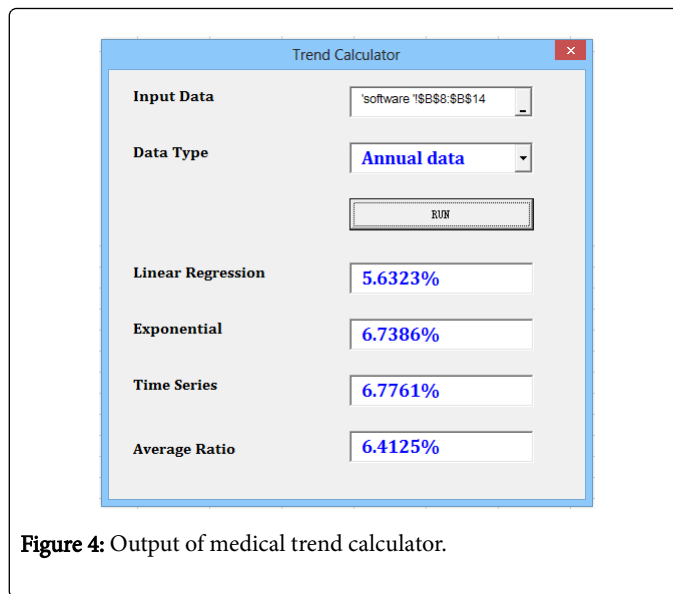 Trend Calculator
Input Data 'software '!$B$8:$B$14
Data Type Annual data
RUN
Linear Regression 5.6323%
Exponential 6.7386%
Time Series 6.7761%
Average Ratio 6.4125%
Figure 4: Output of medical trend calculator.